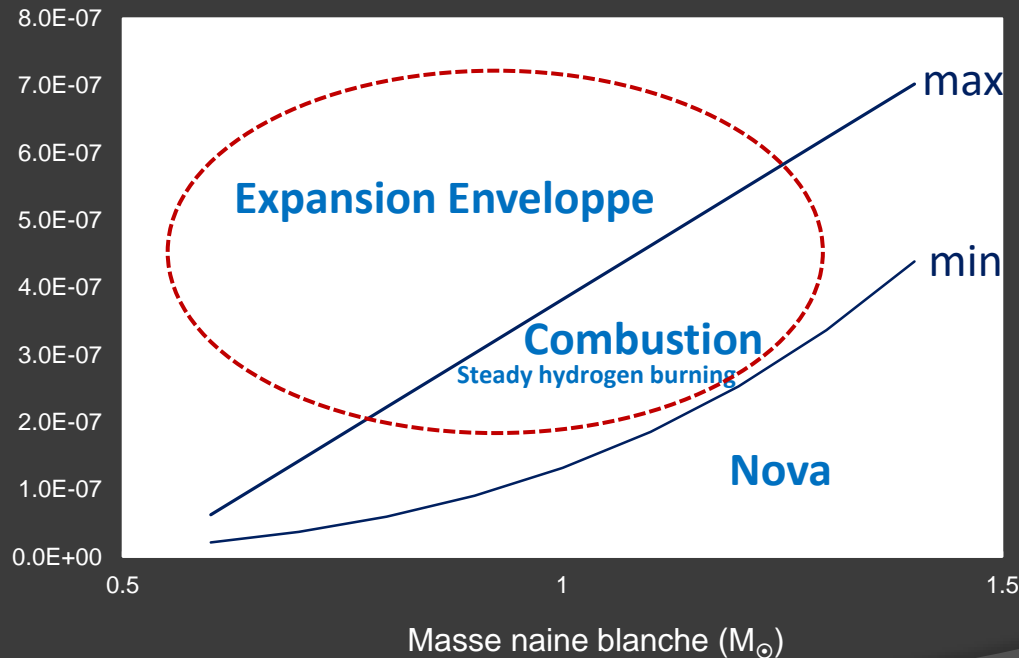 8.0E-07
7.0E-07
max
6.0E-07
Expansion Enveloppe
5.0E-07
min
4.0E-07
Combustion
3.0E-07
Steady hydrogen burning
2.0E-07
Nova
1.0E-07
0.0E+00
0.5 1 1.5
Masse naine blanche (M☉)